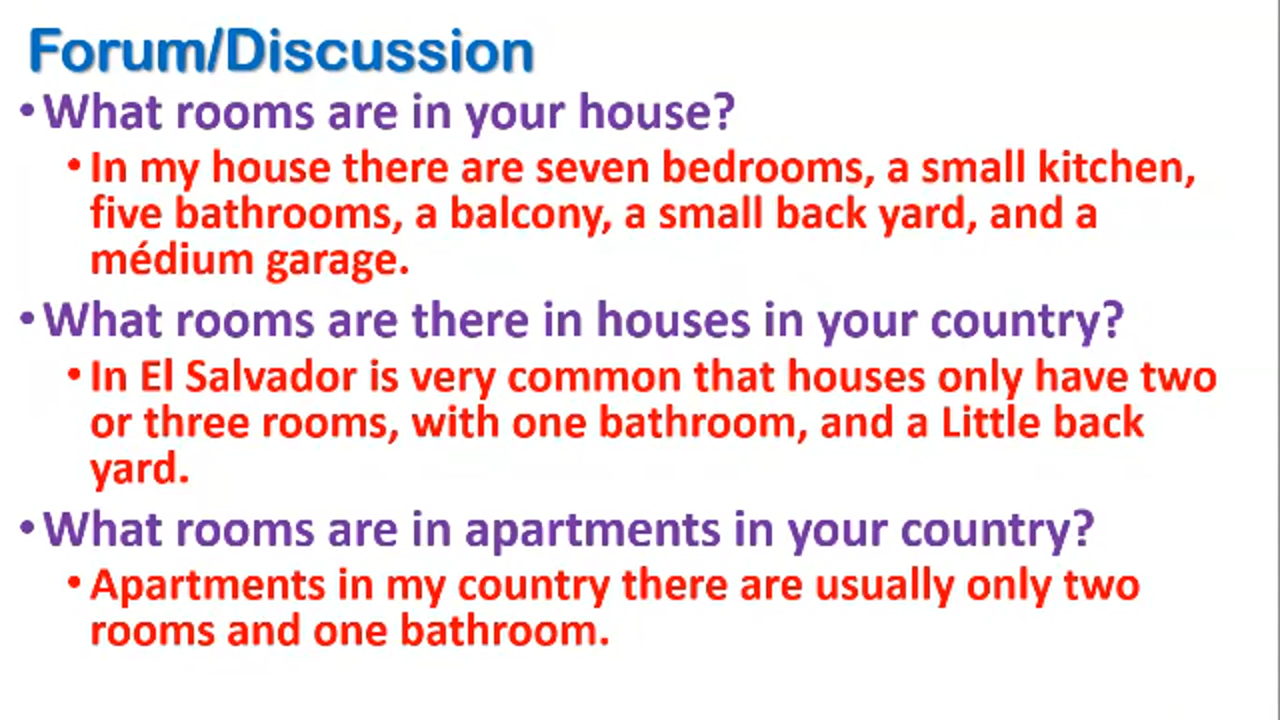 Forum/Discussion
•What rooms are in your house?
•In my house there are seven bedrooms, a small kitchen,
five bathrooms, a balcony, a small back yard, and a
médium garage.
•What rooms are there in houses in your country?
•In El Salvador is very common that houses only have two
or three rooms, with one bathroom, and a Little back
yard.
•What rooms are in apartments in your country?
•Apartments in my country there are usually only two
rooms and one bathroom.